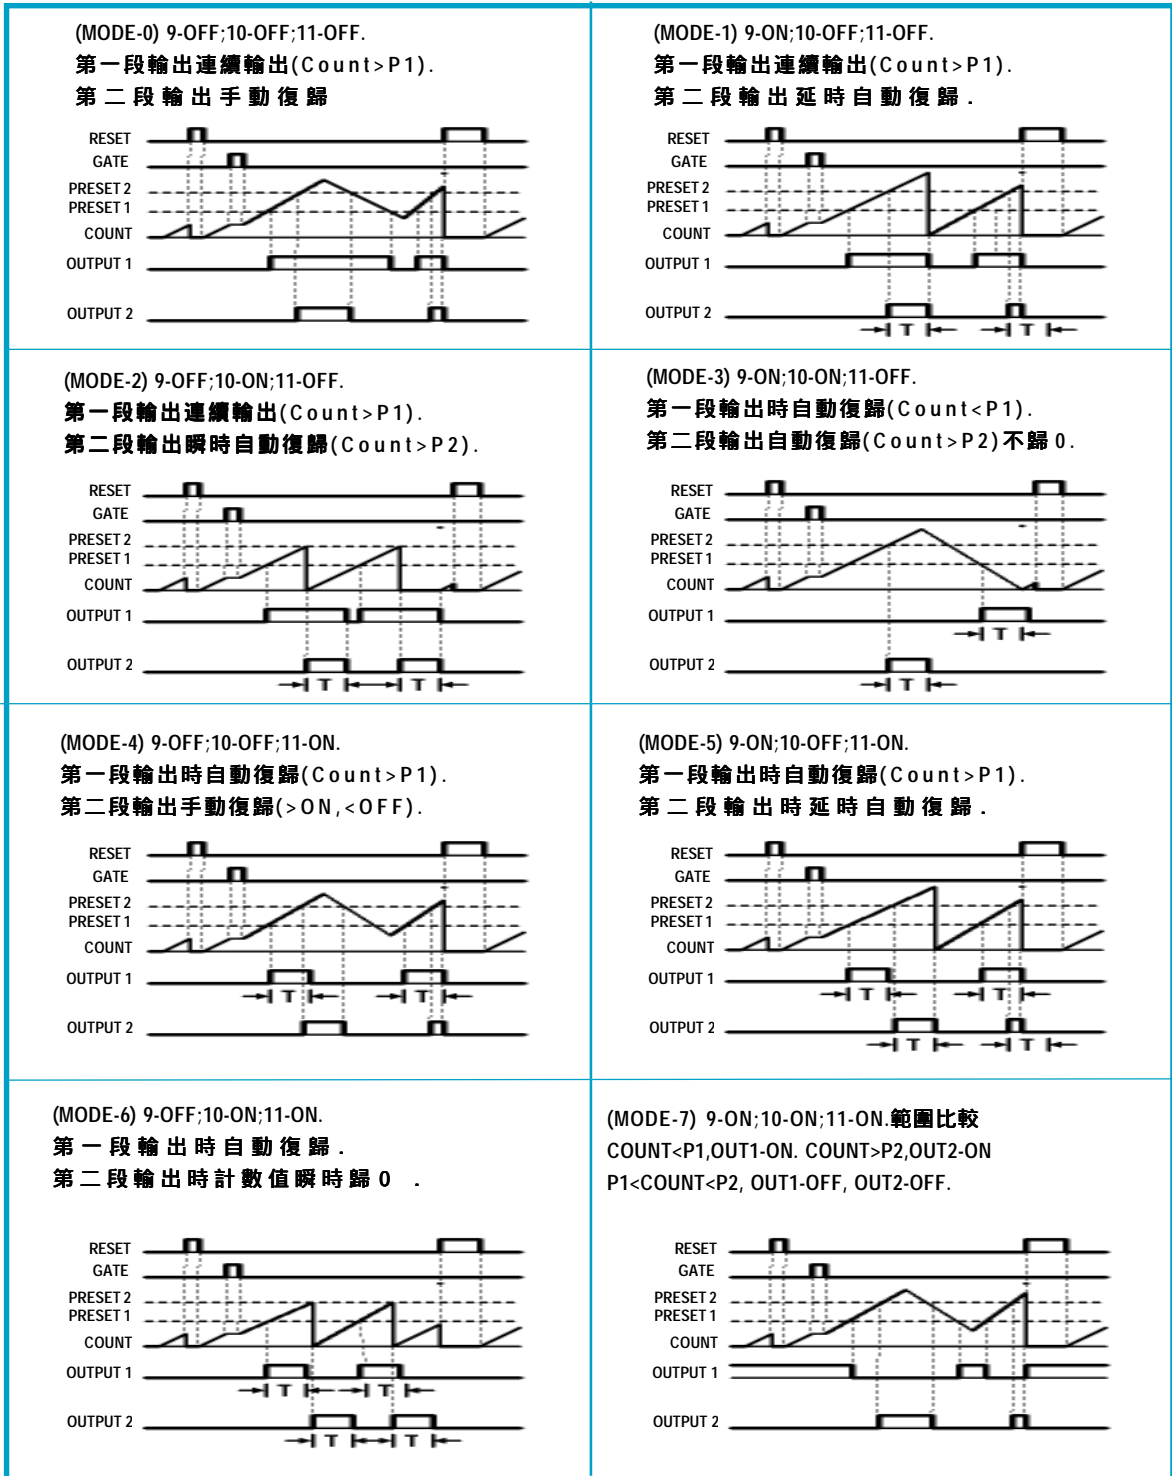 (MODE-0) 9-OFF;10-OFF;11-OFF.
第一段輸出連續輸出(Count>P1).
第二段輸出手動復歸
RESET
GATE
PRESET 2
PRESET 1
COUNT
OUTPUT 1
OUTPUT 2
(MODE-1) 9-ON;10-OFF;11-OFF.
第一段輸出連續輸出(Count>P1).
第二段輸出延時自動復歸.
RESET
GATE
PRESET 2
PRESET 1
COUNT
OUTPUT 1
OUTPUT 2
T T
(MODE-2) 9-OFF;10-ON;11-OFF.
第一段輸出連續輸出(Count>P1).
第二段輸出瞬時自動復歸(Count>P2).
RESET
GATE
PRESET 2
PRESET 1
COUNT
OUTPUT 1
OUTPUT 2
T T
(MODE-3) 9-ON;10-ON;11-OFF.
第一段輸出時自動復歸(Count<P1).
第二段輸出自動復歸(Count>P2)不歸0.
RESET
GATE
PRESET 2
PRESET 1
COUNT
OUTPUT 1
T
OUTPUT 2
T
(MODE-4) 9-OFF;10-OFF;11-ON.
第一段輸出時自動復歸(Count>P1).
第二段輸出手動復歸(>ON,<OFF).
RESET
GATE
PRESET 2
PRESET 1
COUNT
OUTPUT 1
T T
OUTPUT 2
(MODE-5) 9-ON;10-OFF;11-ON.
第一段輸出時自動復歸(Count>P1).
第二段輸出時延時自動復歸.
RESET
GATE
PRESET 2
PRESET 1
COUNT
OUTPUT 1
T T
OUTPUT 2
T T
(MODE-6) 9-OFF;10-ON;11-ON.
第一段輸出時自動復歸.
第二段輸出時計數值瞬時歸0 .
RESET
GATE
PRESET 2
PRESET 1
COUNT
OUTPUT 1
T T
OUTPUT 2
T T
(MODE-7) 9-ON;10-ON;11-ON.範圍比較
COUNT<P1,OUT1-ON. COUNT>P2,OUT2-ON
P1<COUNT<P2, OUT1-OFF, OUT2-OFF.
RESET
GATE
PRESET 2
PRESET 1
COUNT
OUTPUT 1
OUTPUT 2